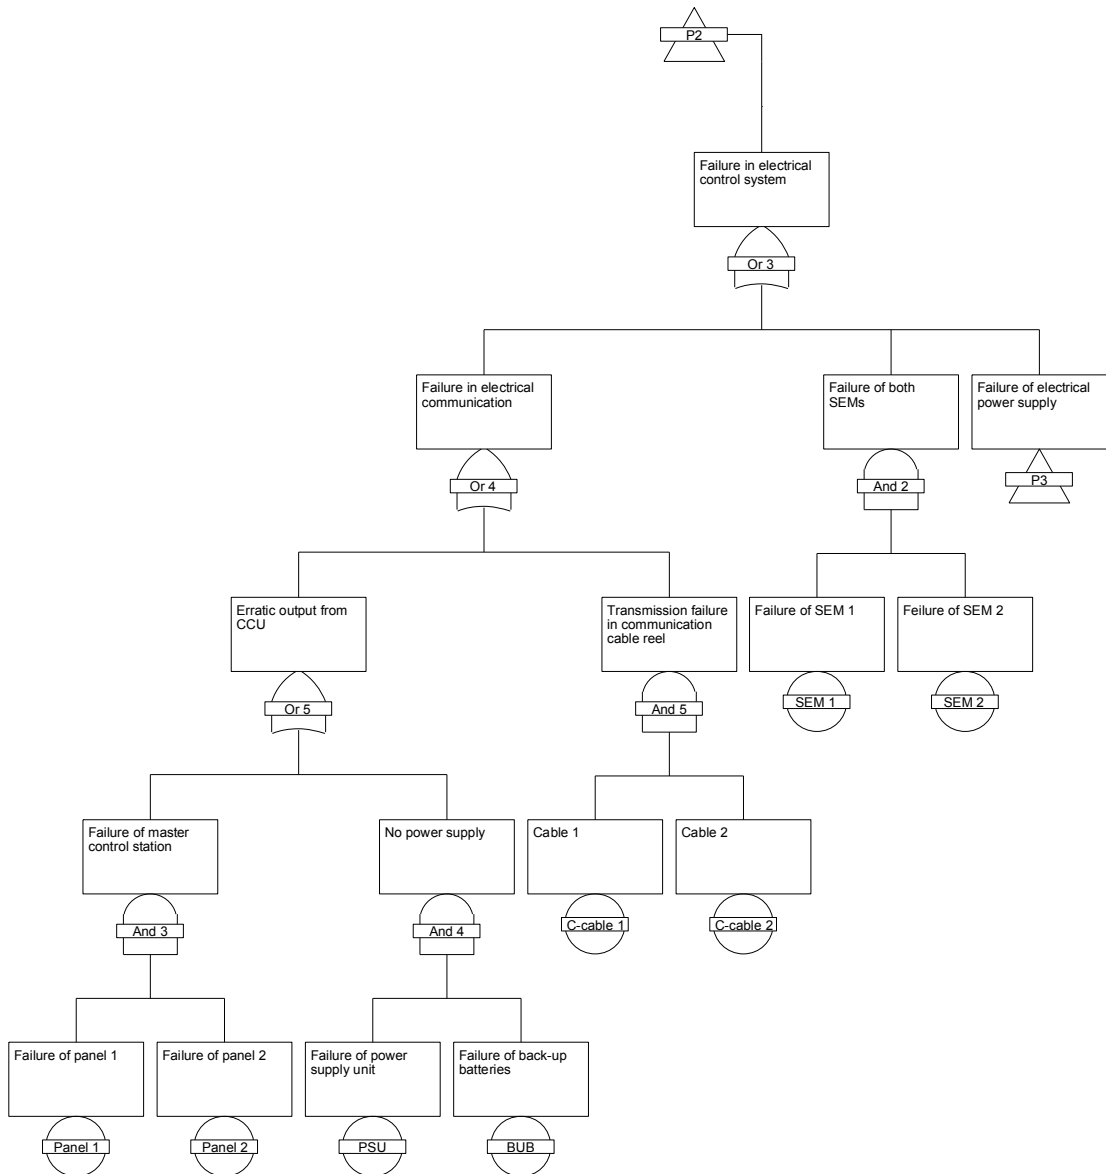 P2
Failure in electrical
control system
Or 3
Failure in electrical
communication
Failure of both
SEMs
Failure of electrical
power supply
Or 4
And 2
P3
Erratic output from
CCU
Transmission failure
in communication
cable reel
Failure of SEM 1
Feilure of SEM 2
Or 5
And 5
SEM 1
SEM 2
Failure of master
control station
No power supply
Cable 1
Cable 2
And 3
And 4
C-cable 1
C-cable 2
Failure of panel 1
Failure of panel 2
Failure of power
supply unit
Failure of back-up
batteries
Panel 1
Panel 2
PSU
BUB